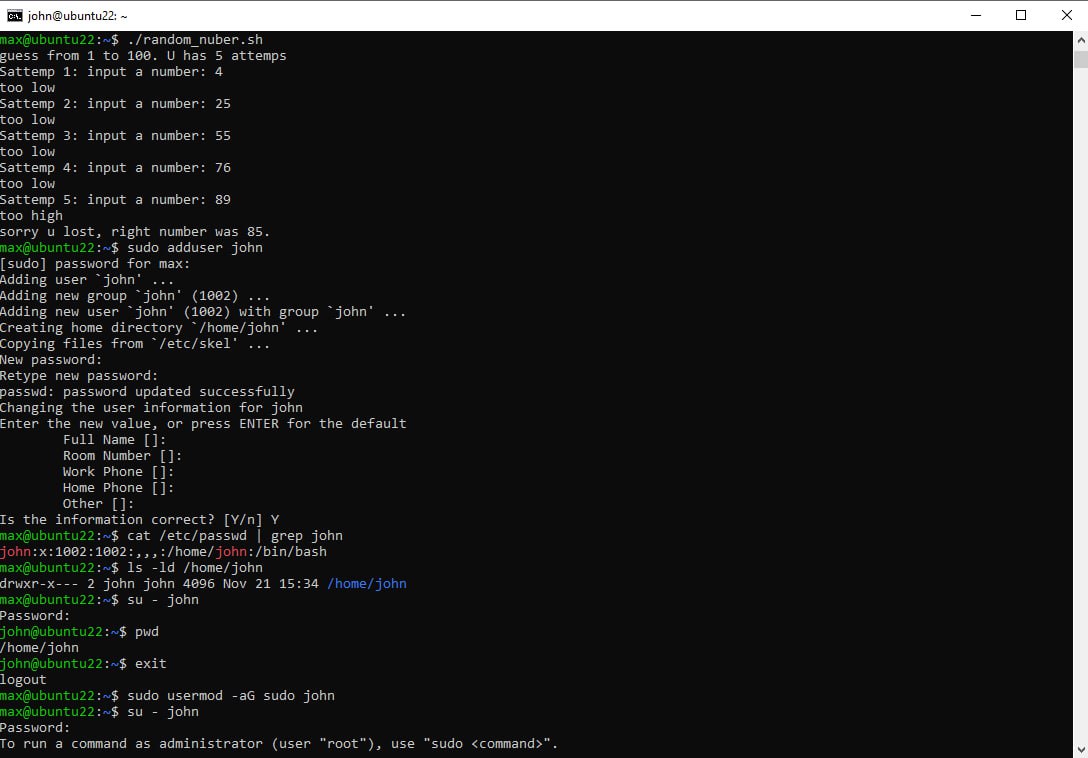 john@ubuntu22: ~
max@ubuntu22:~$ ./random_nuber.sh
guess from 1 to 100. U has 5 attemps
Sattemp 1: input a number: 4
too low
Sattemp 2: input a number: 25
too low
Sattemp 3: input a number: 55
too low
Sattemp 4: input a number: 76
too low
Sattemp 5: input a number: 89
too high
sorry u lost, right number was 85.
max@ubuntu22:~$ sudo adduser john
[sudo] password for max:
Adding user `john' ...
Adding new group `john' (1002) ...
Adding new user `john' (1002) with group `john' ...
Creating home directory `/home/john' ...
Copying files from `/etc/skel' ...
New password:
Retype new password:
passwd: password updated successfully
Changing the user information for john
Enter the new value, or press ENTER for the default
        Full Name []:
        Room Number []:
        Work Phone []:
        Home Phone []:
        Other []:
Is the information correct? [Y/n] Y
max@ubuntu22:~$ cat /etc/passwd | grep john
john:x:1002:1002:,,,:/home/john:/bin/bash
max@ubuntu22:~$ ls -ld /home/john
drwxr-x--- 2 john john 4096 Nov 21 15:34 /home/john
max@ubuntu22:~$ su - john
Password:
john@ubuntu22:~$ pwd
/home/john
john@ubuntu22:~$ exit
logout
max@ubuntu22:~$ sudo usermod -aG sudo john
max@ubuntu22:~$ su - john
Password:
To run a command as administrator (user "root"), use "sudo <command>".